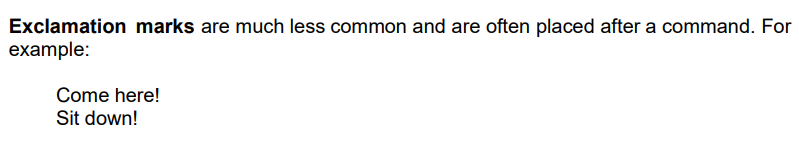 Exclamation marks are much less common and are often placed after a command. For
example:
Come here!
Sit down!